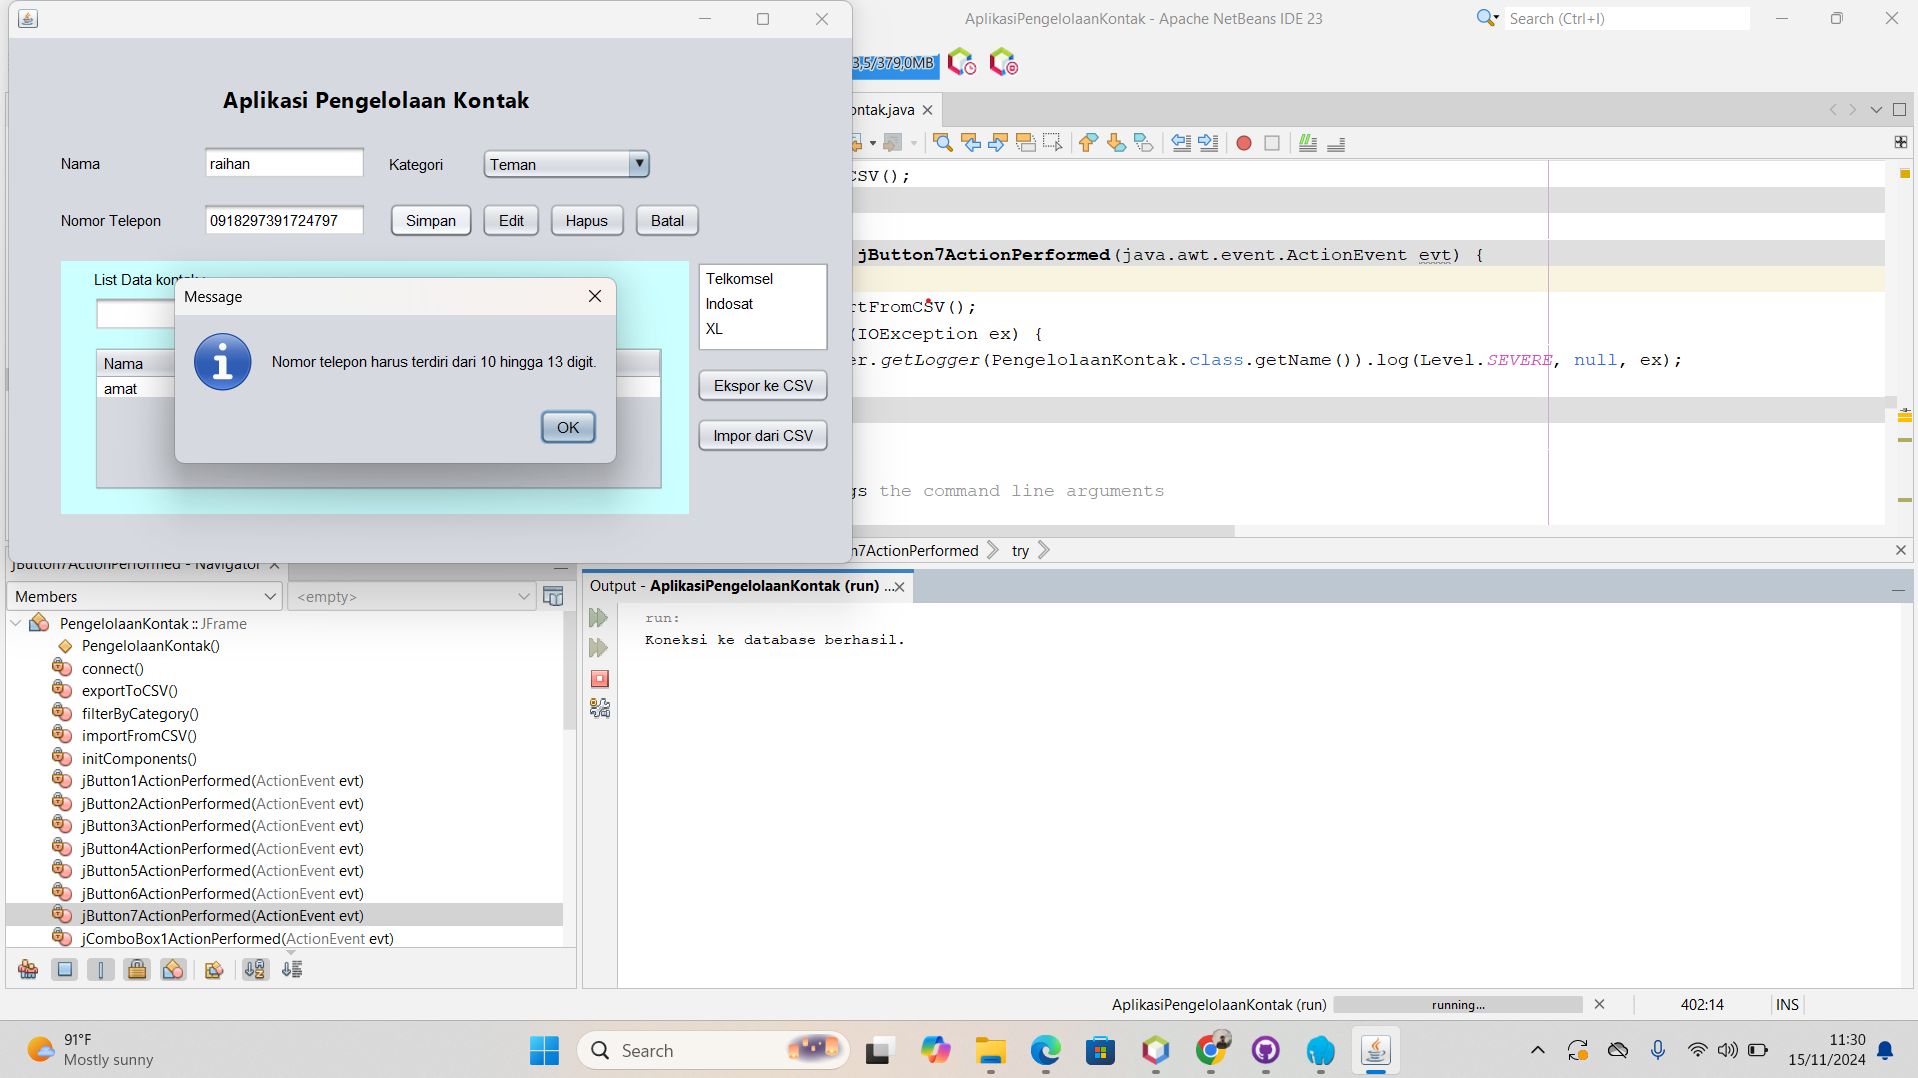 AplikasiPengelolaanKontak - Apache NetBeans IDE 23
Search (Ctrl+I)
3,5/379,0MB
Aplikasi Pengelolaan Kontak
Nama
raihan
Kategori
Teman
Nomor Telepon
0918297391724797
Simpan
Edit
Hapus
Batal
List Data kontak
Message
Nomor telepon harus terdiri dari 10 hingga 13 digit.
OK
Nama
amat
Telkomsel
Indosat
XL
Ekspor ke CSV
Impor dari CSV
ontak.java
CSV();
jButton7ActionPerformed(java.awt.event.ActionEvent evt) {
rtFromCSV();
(IOException ex) {
er.getLogger(PengelolaanKontak.class.getName()).log(Level.SEVERE, null, ex);
gs the command line arguments
n7ActionPerformed
try
jButton7ActionPerformed - Navigator
Members
<empty>
PengelolaanKontak :: JFrame
PengelolaanKontak()
connect()
exportToCSV()
filterByCategory()
importFromCSV()
initComponents()
jButton1ActionPerformed(ActionEvent evt)
jButton2ActionPerformed(ActionEvent evt)
jButton3ActionPerformed(ActionEvent evt)
jButton4ActionPerformed(ActionEvent evt)
jButton5ActionPerformed(ActionEvent evt)
jButton6ActionPerformed(ActionEvent evt)
jButton7ActionPerformed(ActionEvent evt)
jComboBox1ActionPerformed(ActionEvent evt)
Output - AplikasiPengelolaanKontak (run) ...
run:
Koneksi ke database berhasil.
AplikasiPengelolaanKontak (run)
running...
402:14
INS
91°F
Mostly sunny
Search
11:30
15/11/2024